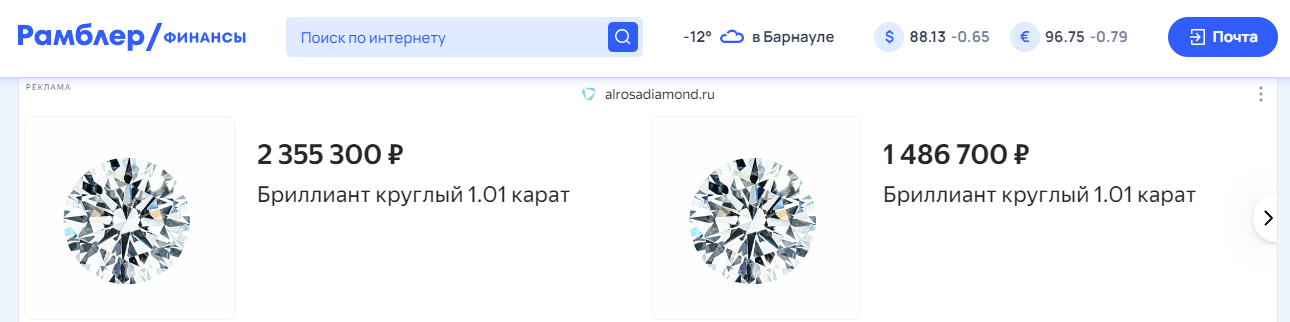 Рамблер/финансы
Поиск по интернету
-12° в Барнауле
$ 88.13 -0.65
€ 96.75 -0.79
Почта
РЕКЛАМА
alrosadiamond.ru
2 355 300 ₽
Бриллиант круглый 1.01 карат
1 486 700 ₽
Бриллиант круглый 1.01 карат